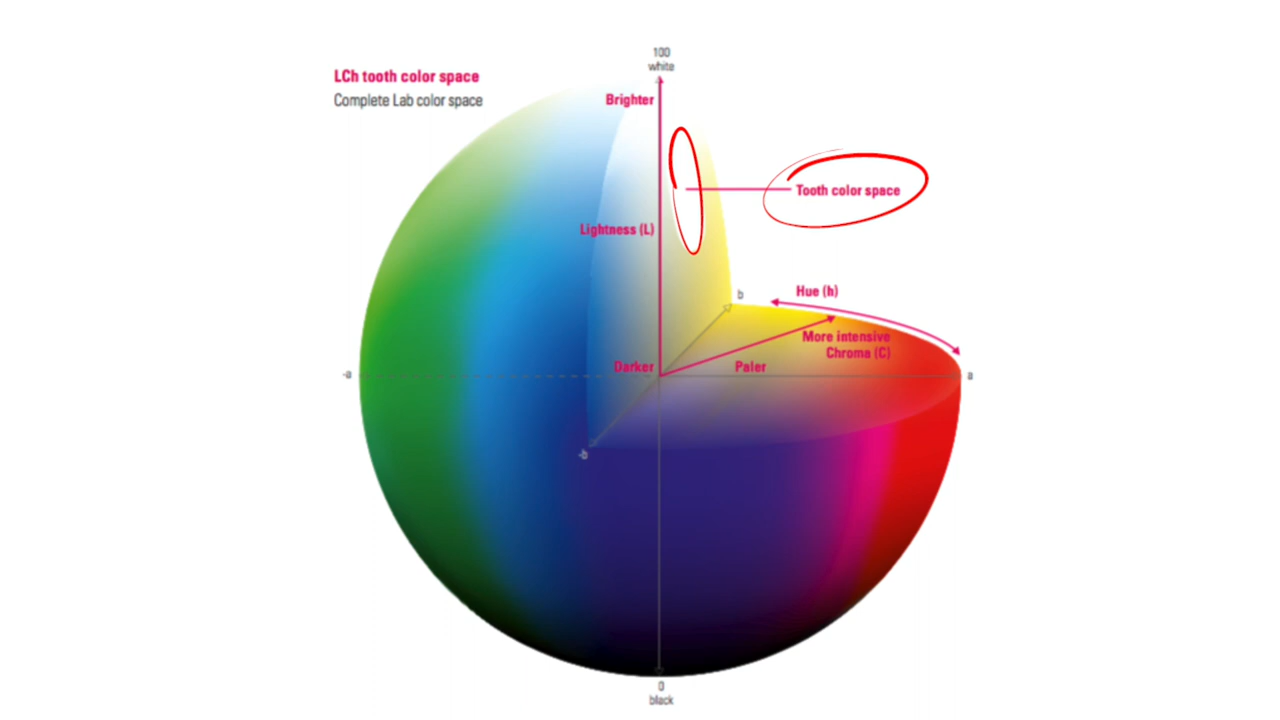 100
white
LCh tooth color space
Complete Lab color space
Brighter
Tooth color space
Lightness (L)
b
Hue (h)
More intensive
Chroma (C)
Darker
Paler
-a
a
-b
0
black